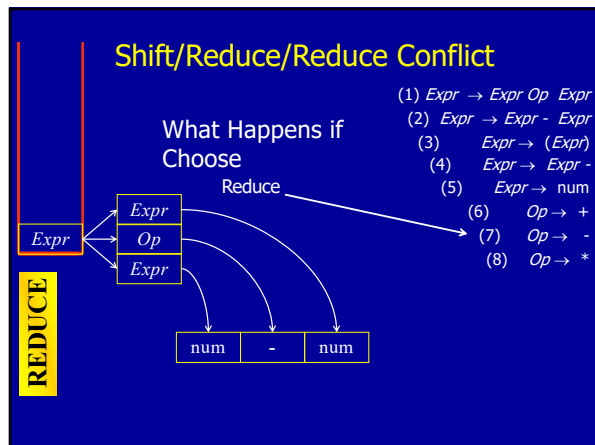 Shift/Reduce/Reduce Conflict
What Happens if
Choose
Reduce
(1) Expr → Expr Op Expr
(2) Expr → Expr - Expr
(3) Expr → (Expr)
(4) Expr → Expr -
(5) Expr → num
(6) Op → +
(7) Op → -
(8) Op → *
Expr
Expr
Op
Expr
num - num
REDUCE